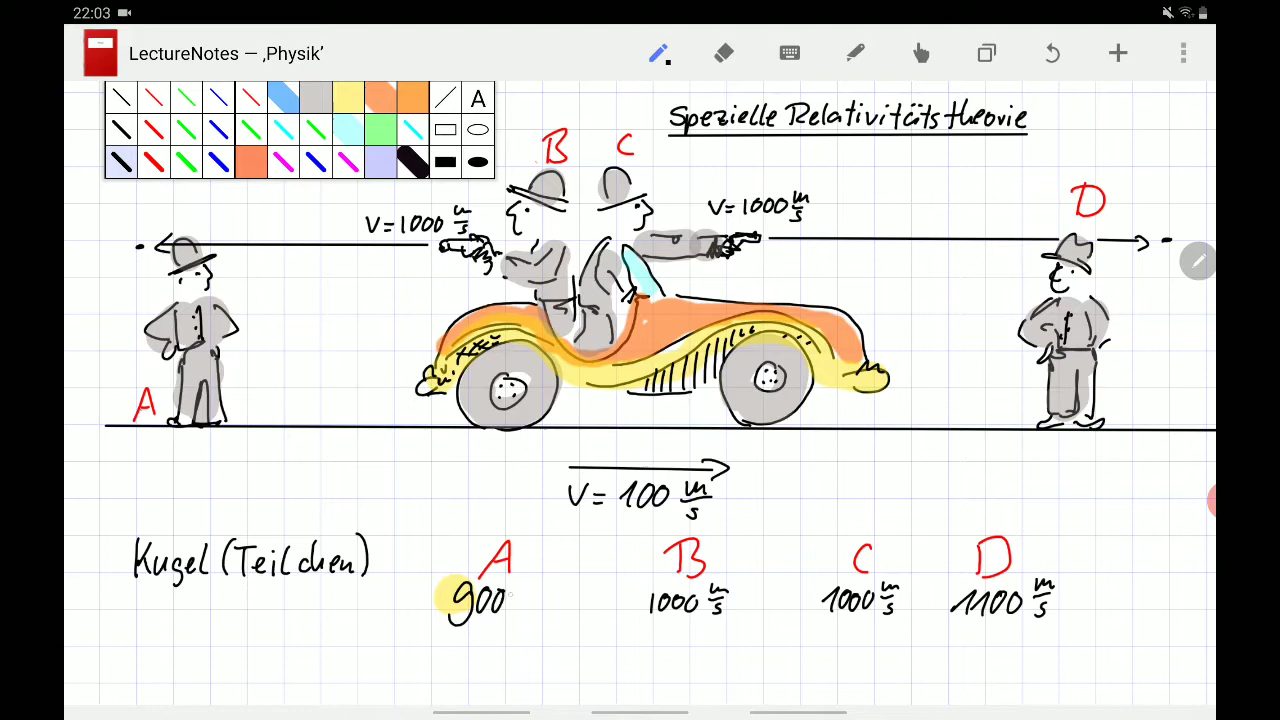 22:03
LectureNotes — ‚Physik‘
A
Spezielle Relativitätstheorie
B C
D
V = 1000 m/s
V = 1000 m/s
A
V = 100 m/s
Kugel (Teilchen) A B C D
900 1000 m/s 1000 m/s 1100 m/s